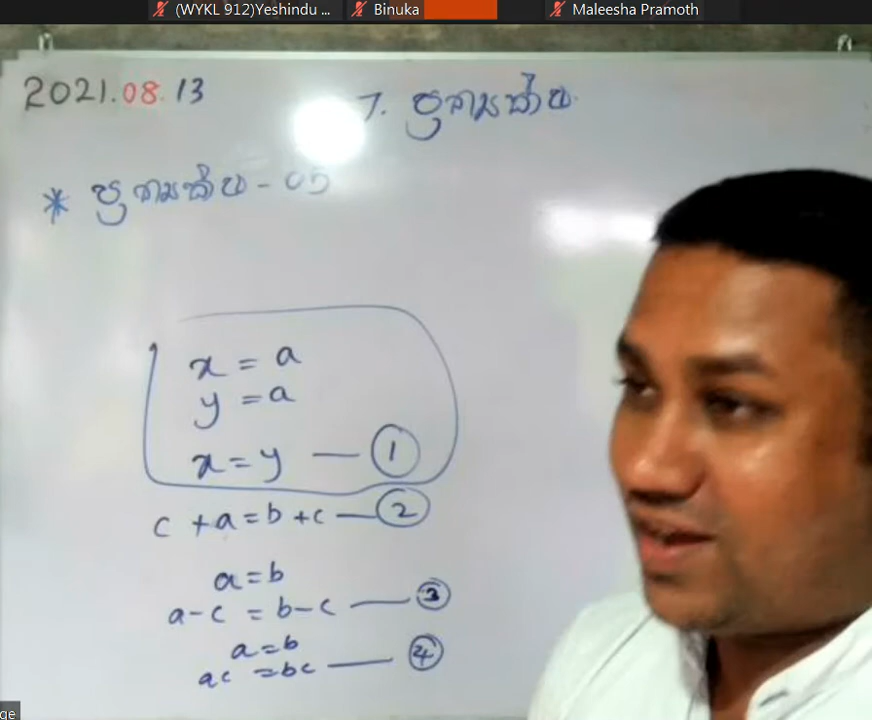 (WYKL 912)Yeshindu ... Binuka Maleesha Pramoth
2021.08.13
7. ප්‍රත්‍යක්ෂ
* ප්‍රත්‍යක්ෂ - 05
x = a
y = a
x = y — ①
c + a = b + c — ②
a = b
a - c = b - c — ③
a = b
ac = bc — ④
ge